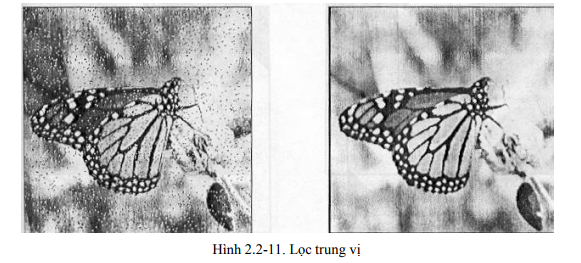 Hình 2.2-11. Lọc trung vị